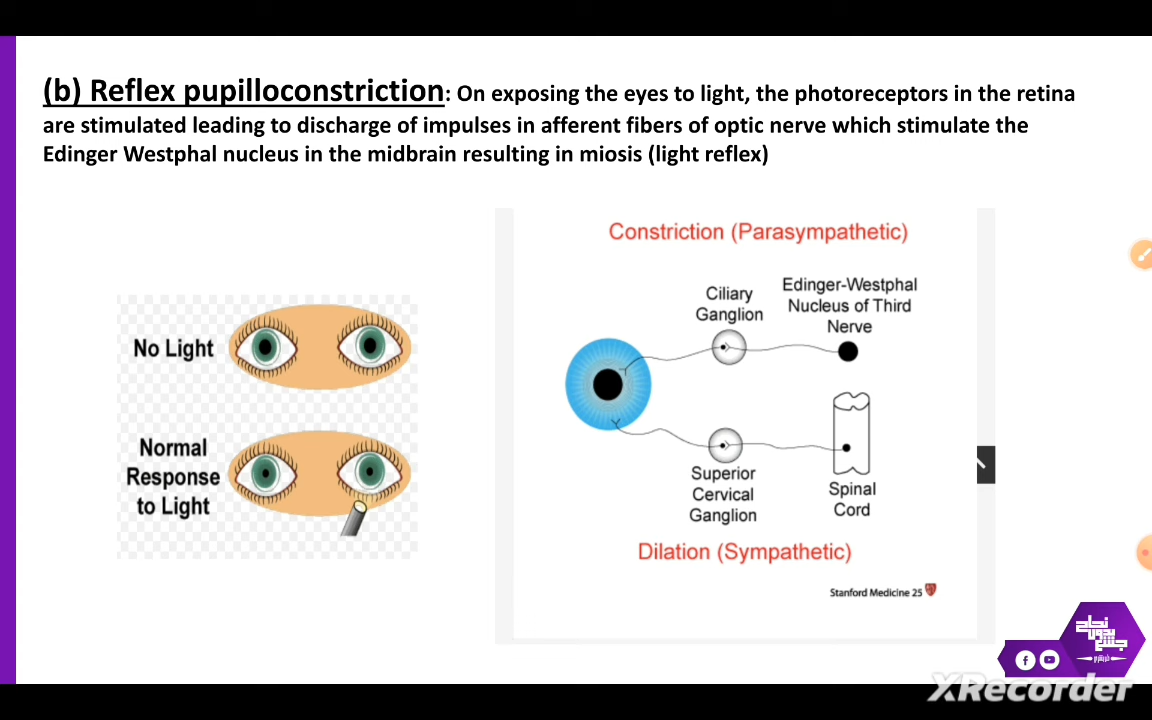 (b) Reflex pupilloconstriction: On exposing the eyes to light, the photoreceptors in the retina
are stimulated leading to discharge of impulses in afferent fibers of optic nerve which stimulate the
Edinger Westphal nucleus in the midbrain resulting in miosis (light reflex)
No Light
Normal
Response
to Light
Constriction (Parasympathetic)
Ciliary
Ganglion
Edinger-Westphal
Nucleus of Third
Nerve
Superior
Cervical
Ganglion
Spinal
Cord
Dilation (Sympathetic)
Stanford Medicine 25
XRecorder